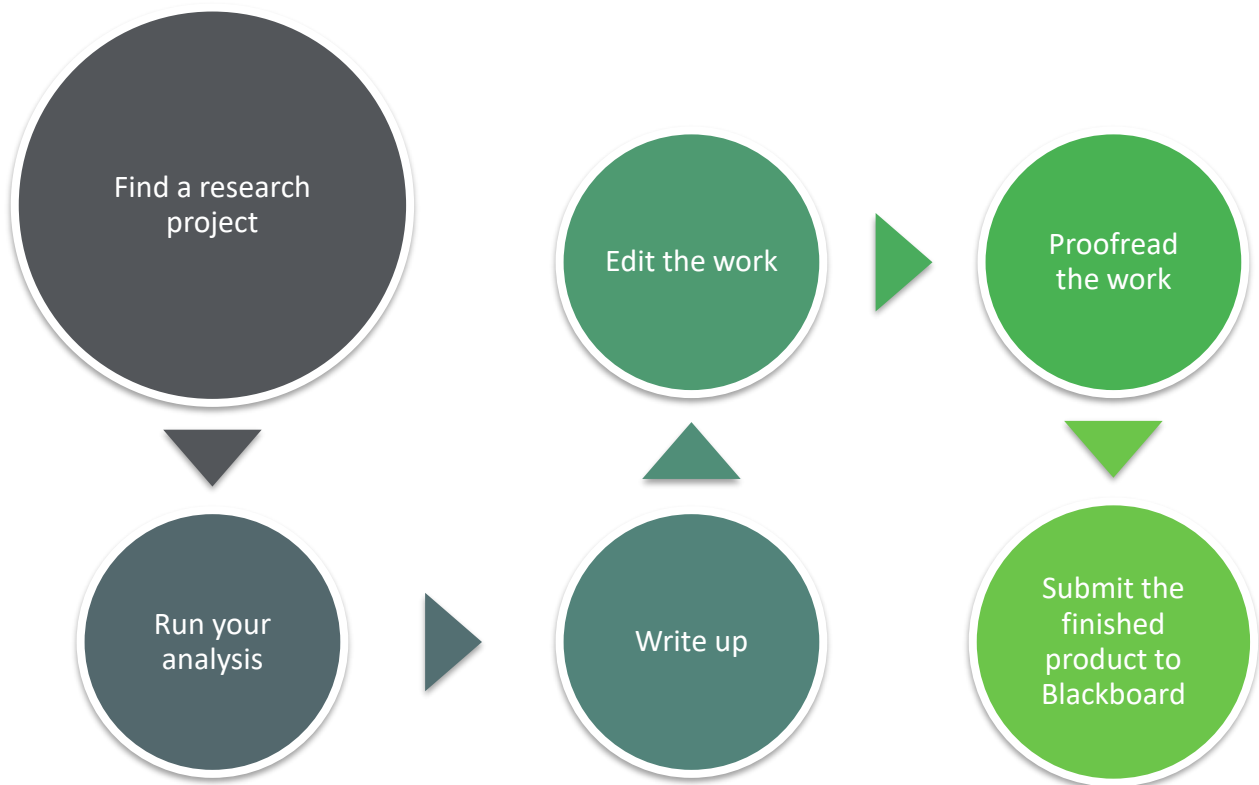 Find a research
project
Run your
analysis
Write up
Edit the work
Proofread
the work
Submit the
finished
product to
Blackboard